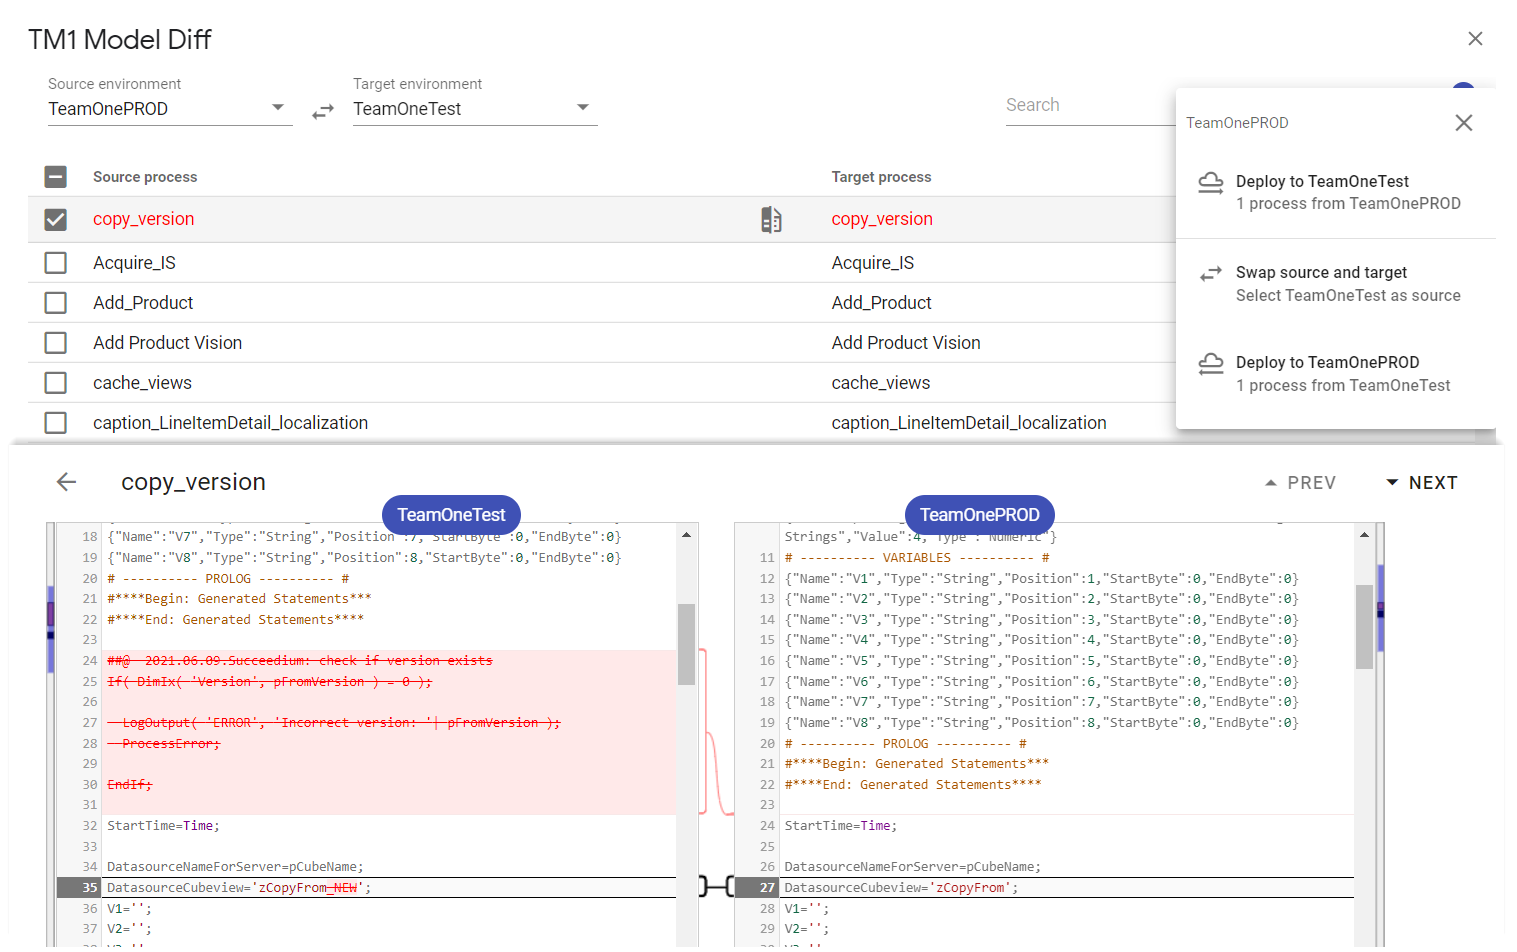 TM1 Model Diff
Source environment
Target environment
TeamOnePROD
TeamOneTest
Search
Source process
Target process
copy_version
copy_version
Acquire_IS
Acquire_IS
Add_Product
Add_Product
Add Product Vision
Add Product Vision
cache_views
cache_views
caption_LineItemDetail_localization
caption_LineItemDetail_localization
TeamOnePROD
Deploy to TeamOneTest
1 process from TeamOnePROD
Swap source and target
Select TeamOneTest as source
Deploy to TeamOnePROD
1 process from TeamOneTest
copy_version
PREV
NEXT
TeamOneTest
18 {"Name":"V7","Type":"String","Position":7,"StartByte":0,"EndByte":0}
19 {"Name":"V8","Type":"String","Position":8,"StartByte":0,"EndByte":0}
20 # ---------- PROLOG ---------- #
21 #****Begin: Generated Statements***
22 #****End: Generated Statements****
23
24 ##@ 2021.06.09.Succeedium: check if version exists
25 If( DimIx( 'Version', pFromVersion ) = 0 );
26
27 LogOutput( 'ERROR', 'Incorrect version: '| pFromVersion );
28 ProcessError;
29
30 EndIf;
31
32 StartTime=Time;
33
34 DatasourceNameForServer=pCubeName;
35 DatasourceCubeview='zCopyFrom_NEW';
36 V1='';
37 V2='';
TeamOnePROD
Strings","Value":4,"Type":"Numeric"}
11 # ---------- VARIABLES ---------- #
12 {"Name":"V1","Type":"String","Position":1,"StartByte":0,"EndByte":0}
13 {"Name":"V2","Type":"String","Position":2,"StartByte":0,"EndByte":0}
14 {"Name":"V3","Type":"String","Position":3,"StartByte":0,"EndByte":0}
15 {"Name":"V4","Type":"String","Position":4,"StartByte":0,"EndByte":0}
16 {"Name":"V5","Type":"String","Position":5,"StartByte":0,"EndByte":0}
17 {"Name":"V6","Type":"String","Position":6,"StartByte":0,"EndByte":0}
18 {"Name":"V7","Type":"String","Position":7,"StartByte":0,"EndByte":0}
19 {"Name":"V8","Type":"String","Position":8,"StartByte":0,"EndByte":0}
20 # ---------- PROLOG ---------- #
21 #****Begin: Generated Statements***
22 #****End: Generated Statements****
23
24 StartTime=Time;
25
26 DatasourceNameForServer=pCubeName;
27 DatasourceCubeview='zCopyFrom';
28 V1='';
29 V2='';